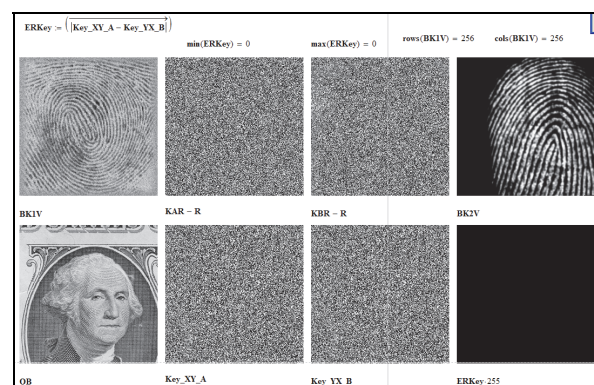 ERKey := (|Key_XY_A − Key_YX_B|)
min(ERKey) = 0
max(ERKey) = 0
rows(BK1V) = 256
cols(BK1V) = 256
BK1V
KAR − R
KBR − R
BK2V
OB
Key_XY_A
Key_YX_B
ERKey·255